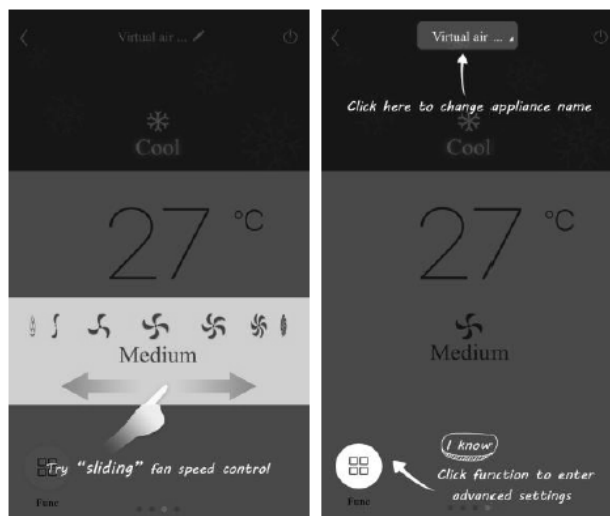 Virtual air ...
Cool
27 °C
Medium
Try "sliding" fan speed control
Func
Virtual air ...
Click here to change appliance name
Cool
27 °C
Medium
I know
Click function to enter
advanced settings
Func